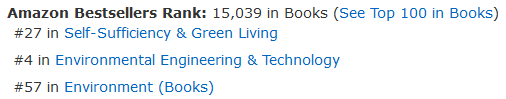 Amazon Bestsellers Rank: 15,039 in Books (See Top 100 in Books)
#27 in Self-Sufficiency & Green Living
#4 in Environmental Engineering & Technology
#57 in Environment (Books)